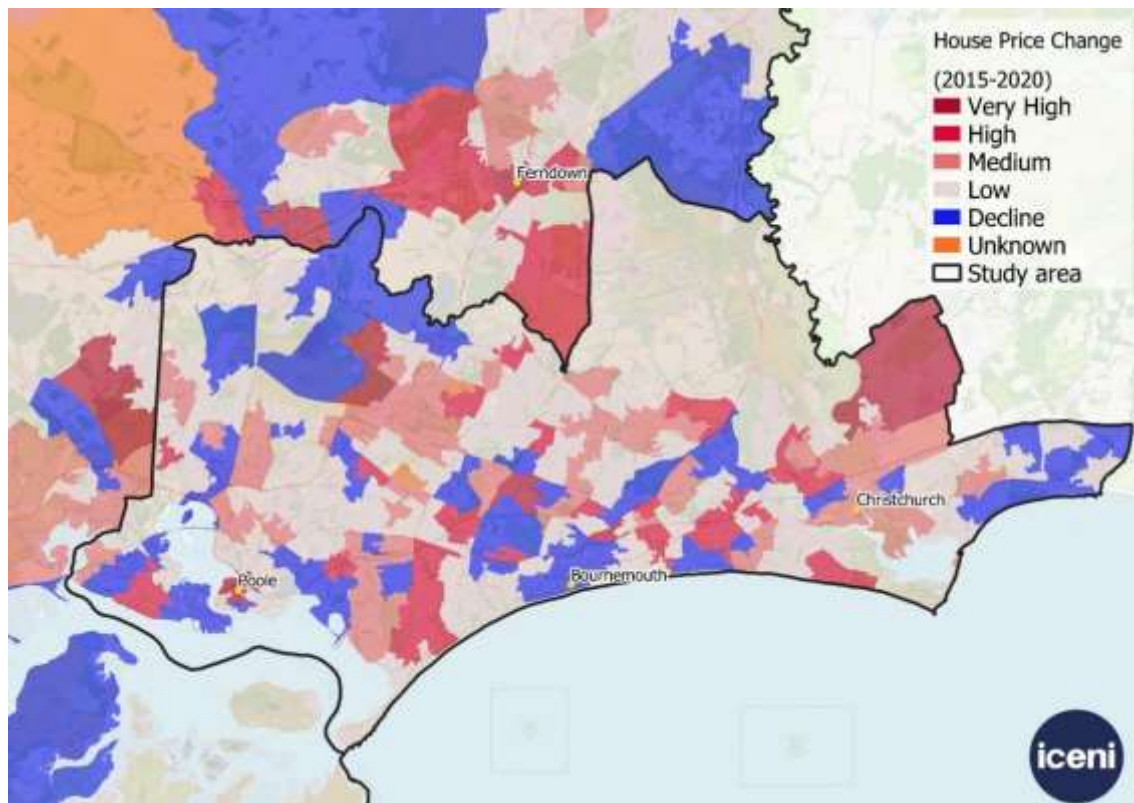 House Price Change
(2015-2020)
Very High
High
Medium
Low
Decline
Unknown
Study area
Ferndown
Christchurch
Poole
Bournemouth
iceni